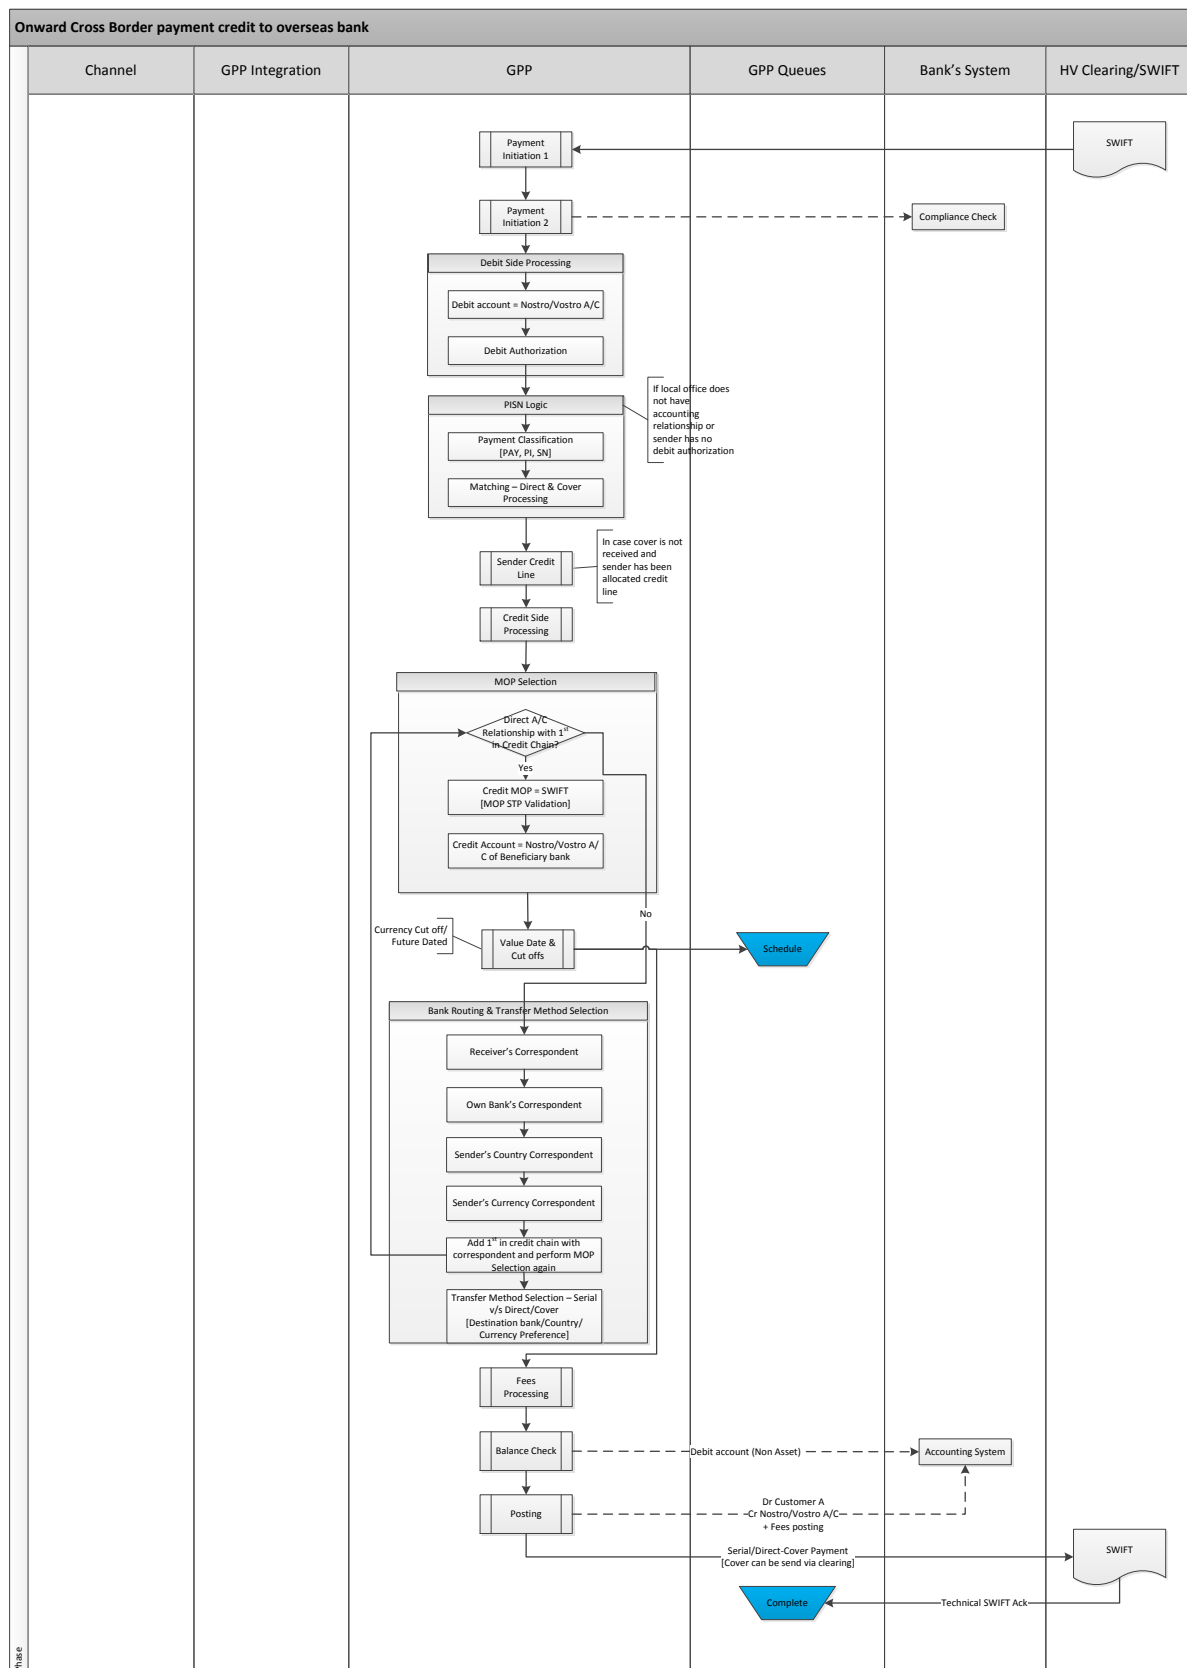 Onward Cross Border payment credit to overseas bank
Channel
GPP Integration
GPP
GPP Queues
Bank's System
HV Clearing/SWIFT
Payment
Initiation 1
SWIFT
Payment
Initiation 2
Compliance Check
Debit Side Processing
Debit account = Nostro/Vostro A/C
Debit Authorization
If local office does
not have
accounting
relationship or
sender has no
debit authorization
PISN Logic
Payment Classification
[PAY, PI, SN]
Matching – Direct & Cover
Processing
In case cover is not
received and
sender has been
allocated credit
line
Sender Credit
Line
Credit Side
Processing
MOP Selection
Direct A/C
Relationship with 1st
in Credit Chain?
Yes
Credit MOP = SWIFT
[MOP STP Validation]
Credit Account = Nostro/Vostro A/
C of Beneficiary bank
No
Currency Cut off/
Future Dated
Value Date &
Cut offs
Schedule
Bank Routing & Transfer Method Selection
Receiver's Correspondent
Own Bank's Correspondent
Sender's Country Correspondent
Sender's Currency Correspondent
Add 1st in credit chain with
correspondent and perform MOP
Selection again
Transfer Method Selection – Serial
v/s Direct/Cover
[Destination bank/Country/
Currency Preference]
Fees
Processing
Balance Check
Debit account (Non Asset)
Accounting System
Posting
Dr Customer A
Cr Nostro/Vostro A/C
+ Fees posting
Serial/Direct-Cover Payment
[Cover can be send via clearing]
SWIFT
Complete
Technical SWIFT Ack